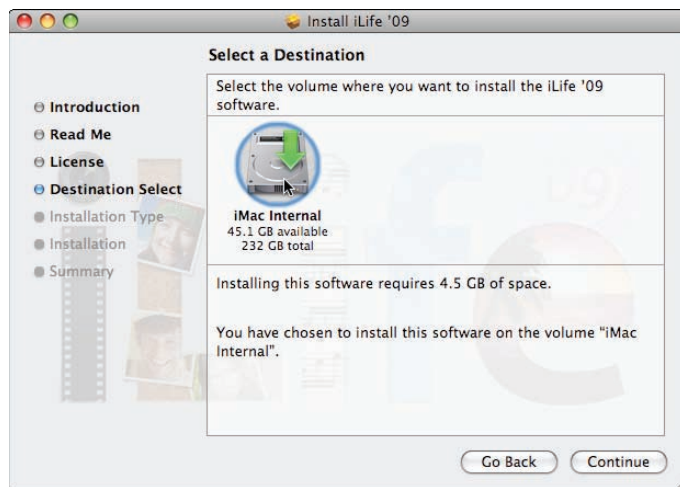 Install iLife '09
Select a Destination
Introduction
Read Me
License
Destination Select
Installation Type
Installation
Summary
Select the volume where you want to install the iLife '09
software.
iMac Internal
45.1 GB available
232 GB total
Installing this software requires 4.5 GB of space.
You have chosen to install this software on the volume “iMac
Internal”.
Go Back
Continue